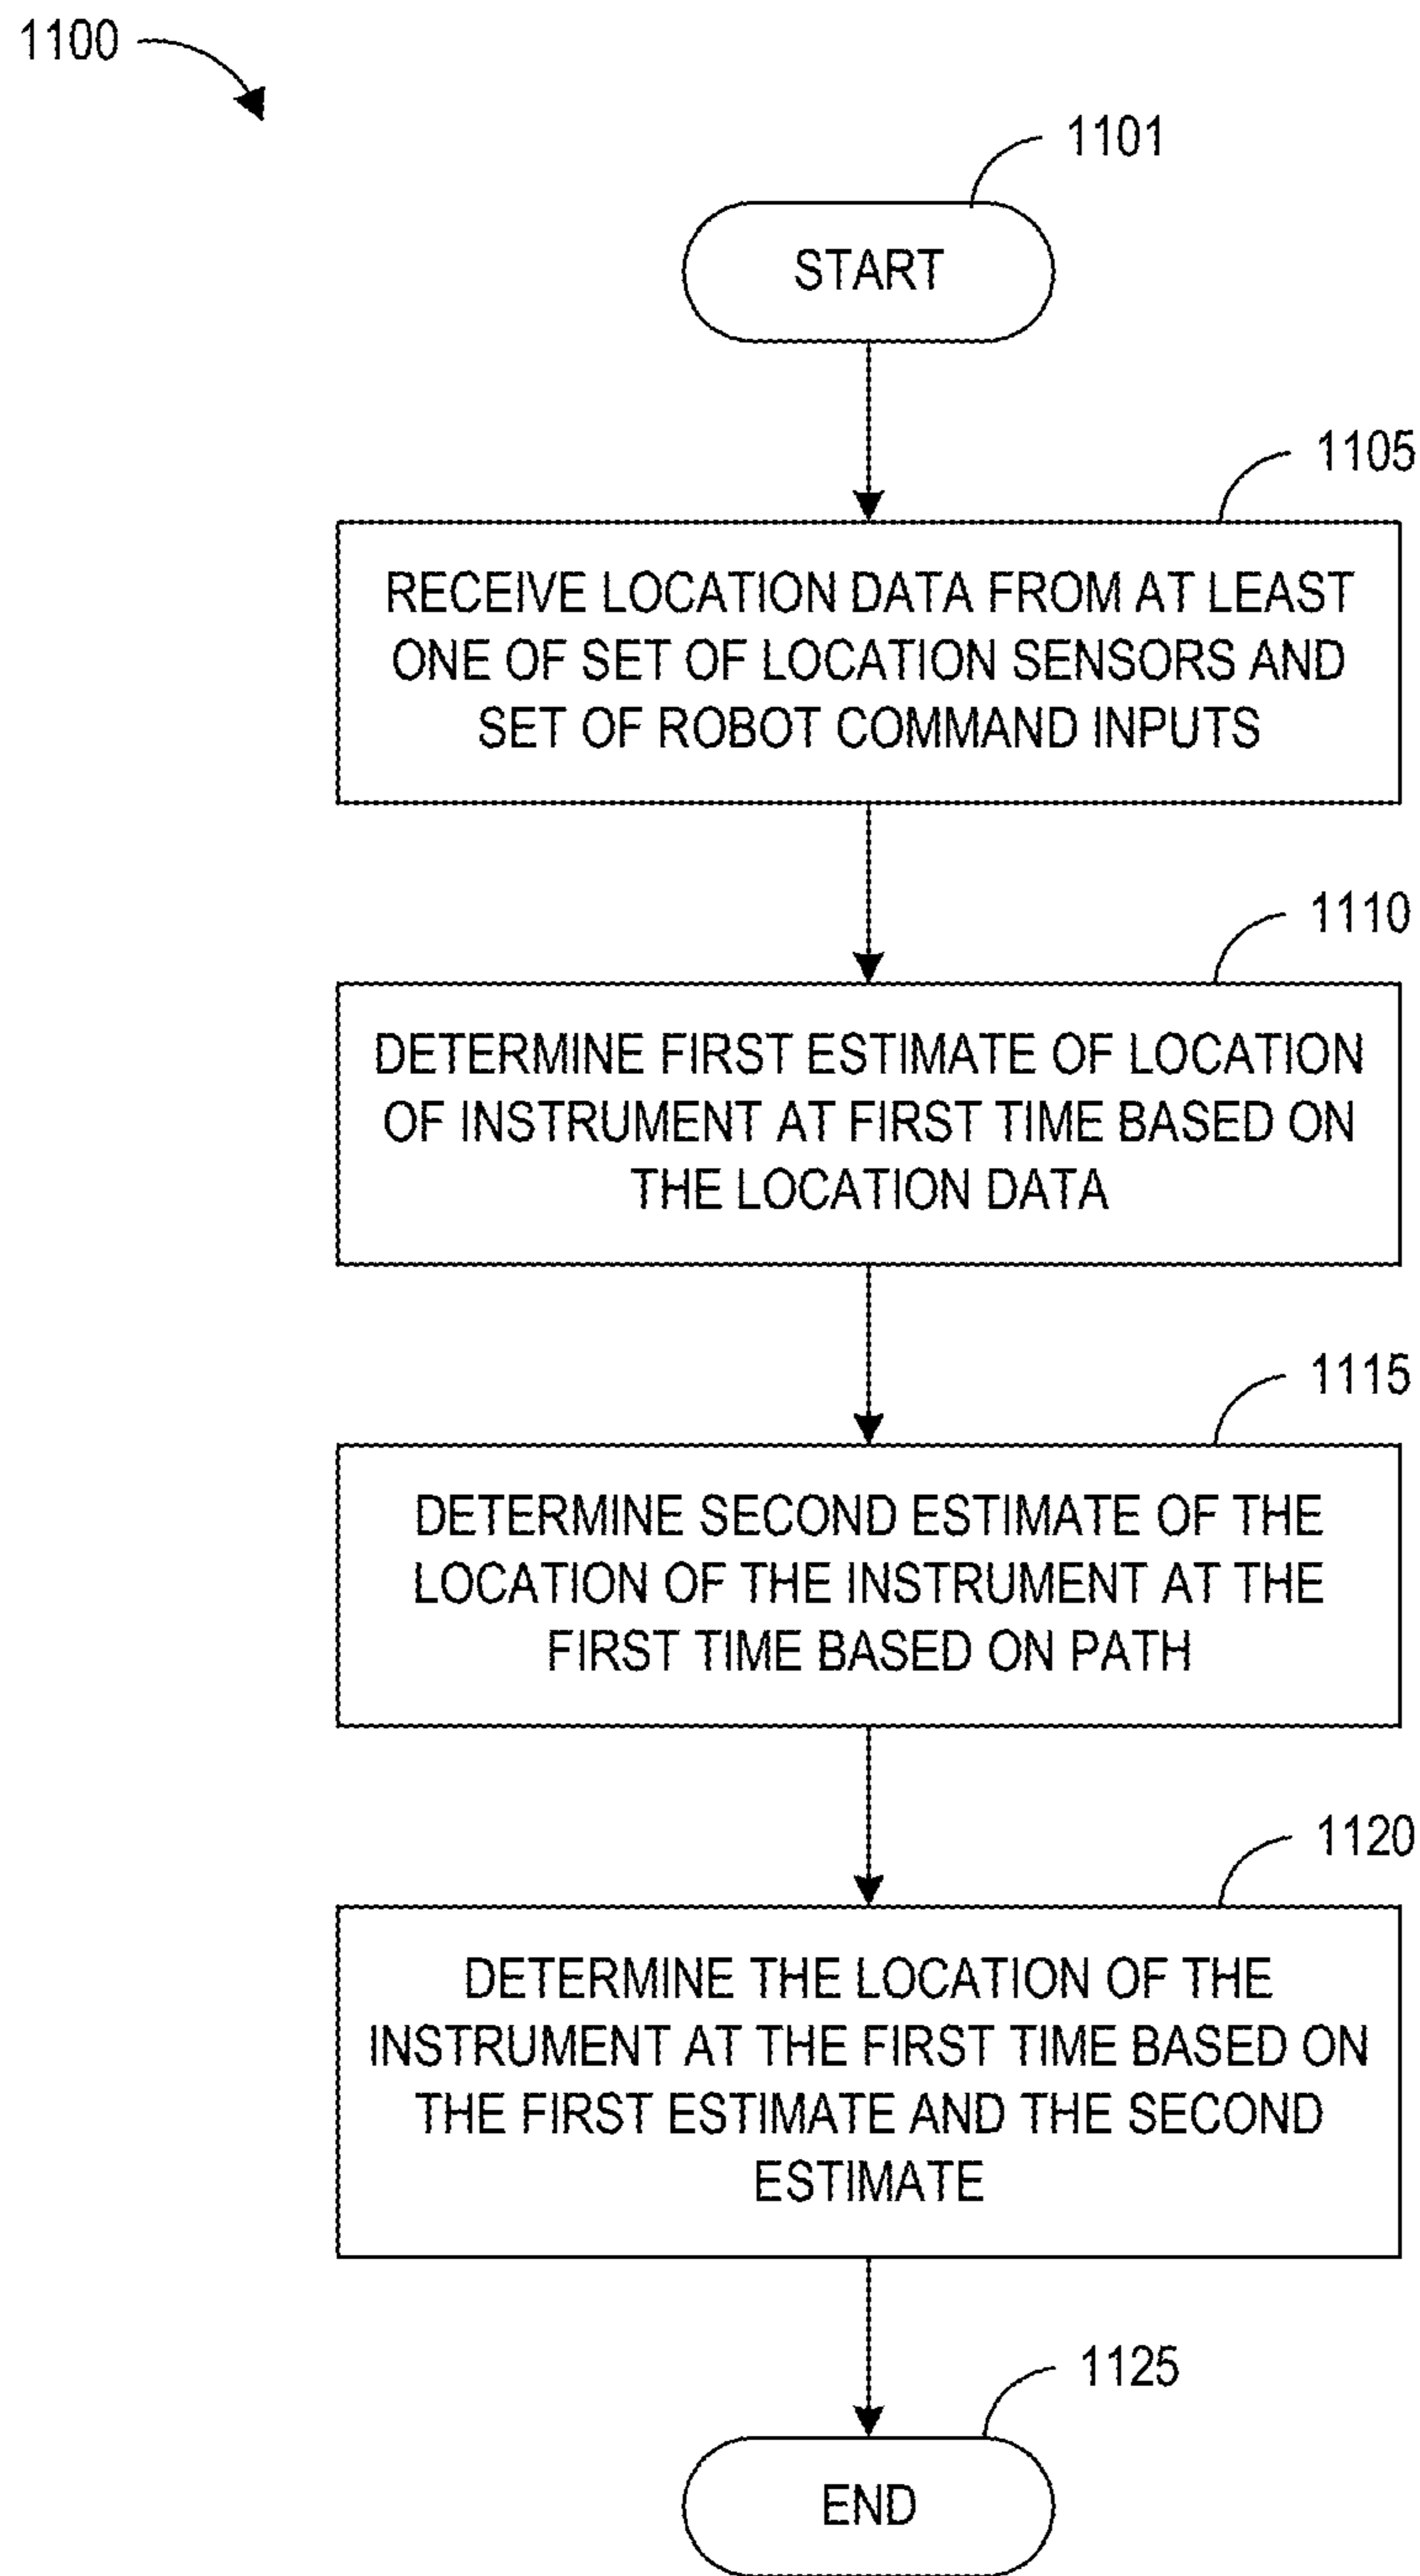 1100
1101
START
1105
RECEIVE LOCATION DATA FROM AT LEAST
ONE OF SET OF LOCATION SENSORS AND
SET OF ROBOT COMMAND INPUTS
1110
DETERMINE FIRST ESTIMATE OF LOCATION
OF INSTRUMENT AT FIRST TIME BASED ON
THE LOCATION DATA
1115
DETERMINE SECOND ESTIMATE OF THE
LOCATION OF THE INSTRUMENT AT THE
FIRST TIME BASED ON PATH
1120
DETERMINE THE LOCATION OF THE
INSTRUMENT AT THE FIRST TIME BASED ON
THE FIRST ESTIMATE AND THE SECOND
ESTIMATE
1125
END